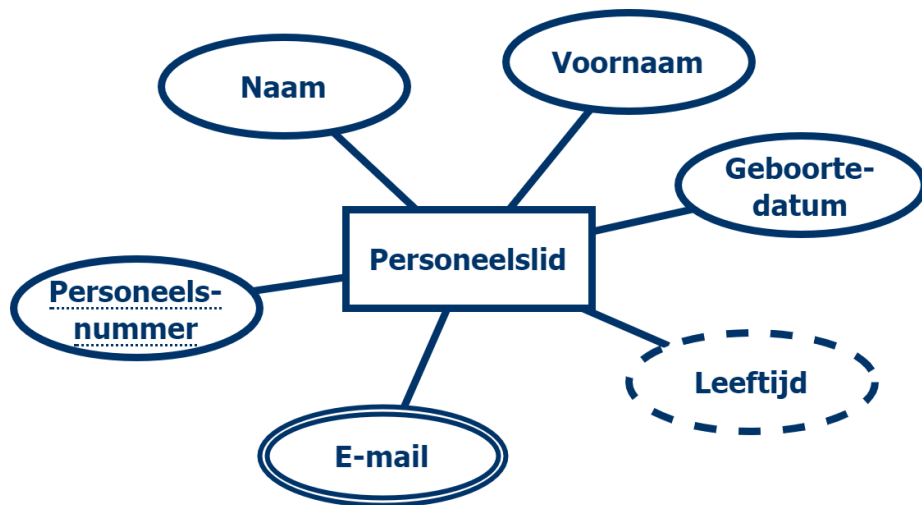 Voornaam
Naam
Geboorte-
datum
Personeelslid
Personeels-
nummer
Leeftijd
E-mail